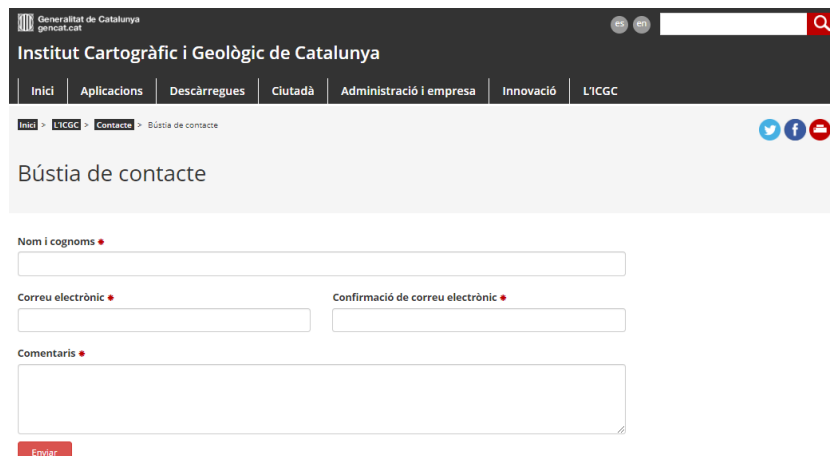 Generalitat de Catalunya
gencat.cat
es en
Institut Cartogràfic i Geològic de Catalunya
Inici Aplicacions Descàrregues Ciutadà Administració i empresa Innovació L'ICGC
Inici > L'ICGC > Contacte > Bústia de contacte
Bústia de contacte
Nom i cognoms *
Correu electrònic * Confirmació de correu electrònic *
Comentaris *
Enviar